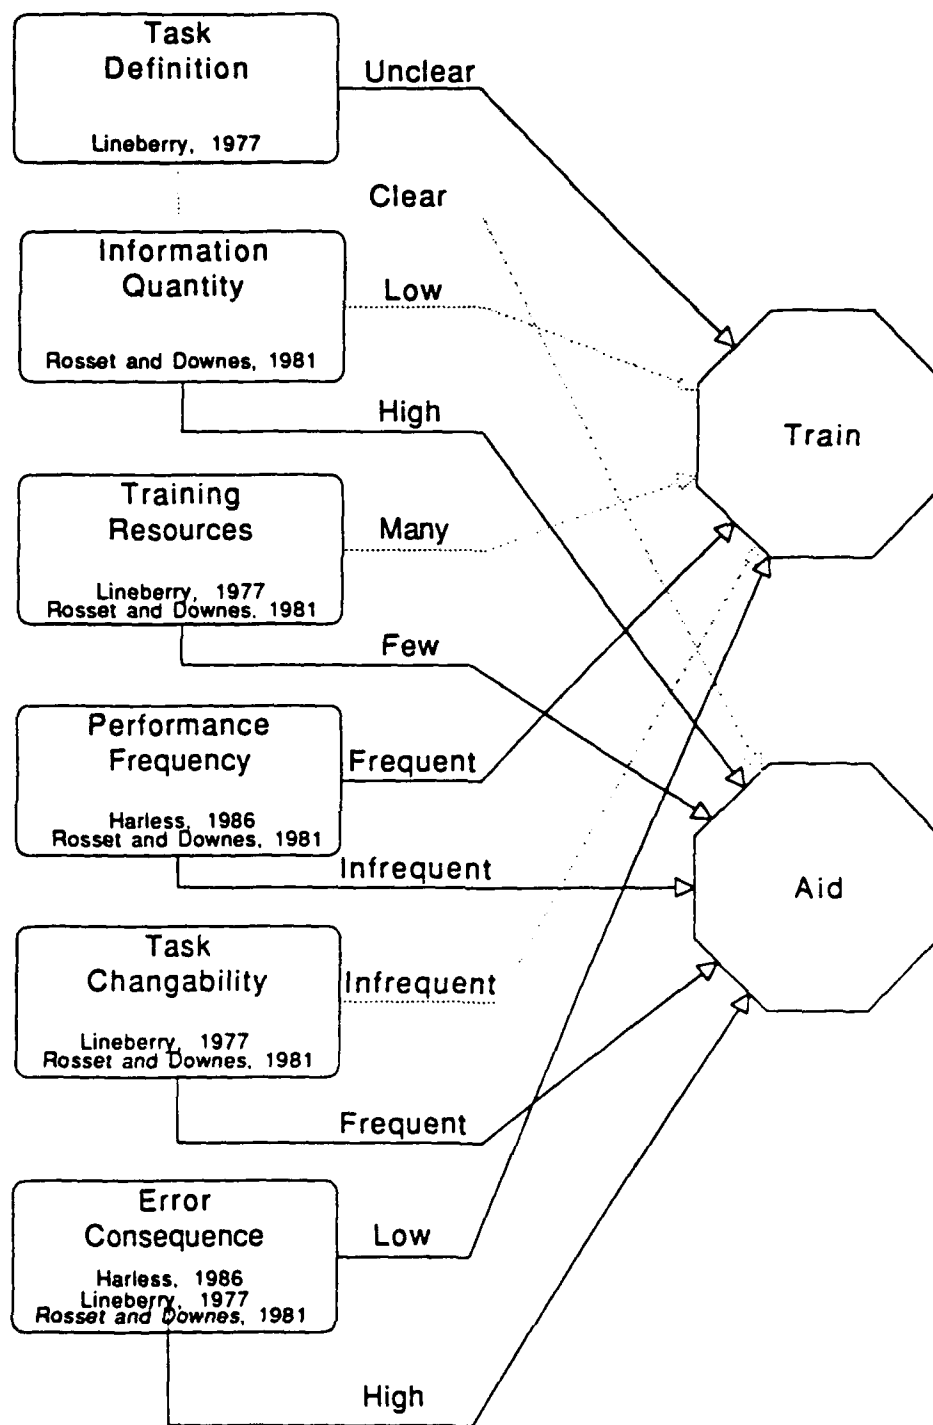 Task
Definition
Lineberry, 1977
Unclear
Clear
Information
Quantity
Rosset and Downes, 1981
Low
High
Training
Resources
Lineberry, 1977
Rosset and Downes, 1981
Many
Few
Performance
Frequency
Harless, 1986
Rosset and Downes, 1981
Frequent
Infrequent
Task
Changability
Lineberry, 1977
Rosset and Downes, 1981
Infrequent
Frequent
Error
Consequence
Harless, 1986
Lineberry, 1977
Rosset and Downes, 1981
Low
High
Train
Aid